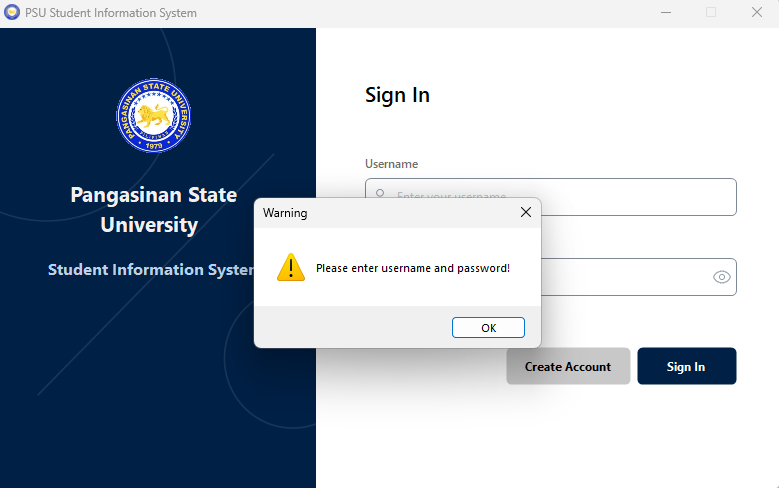 PSU Student Information System
PANGASINAN STATE UNIVERSITY
1979
Pangasinan State
University
Student Information System
Sign In
Username
Enter your username
Warning
Please enter username and password!
OK
Create Account
Sign In